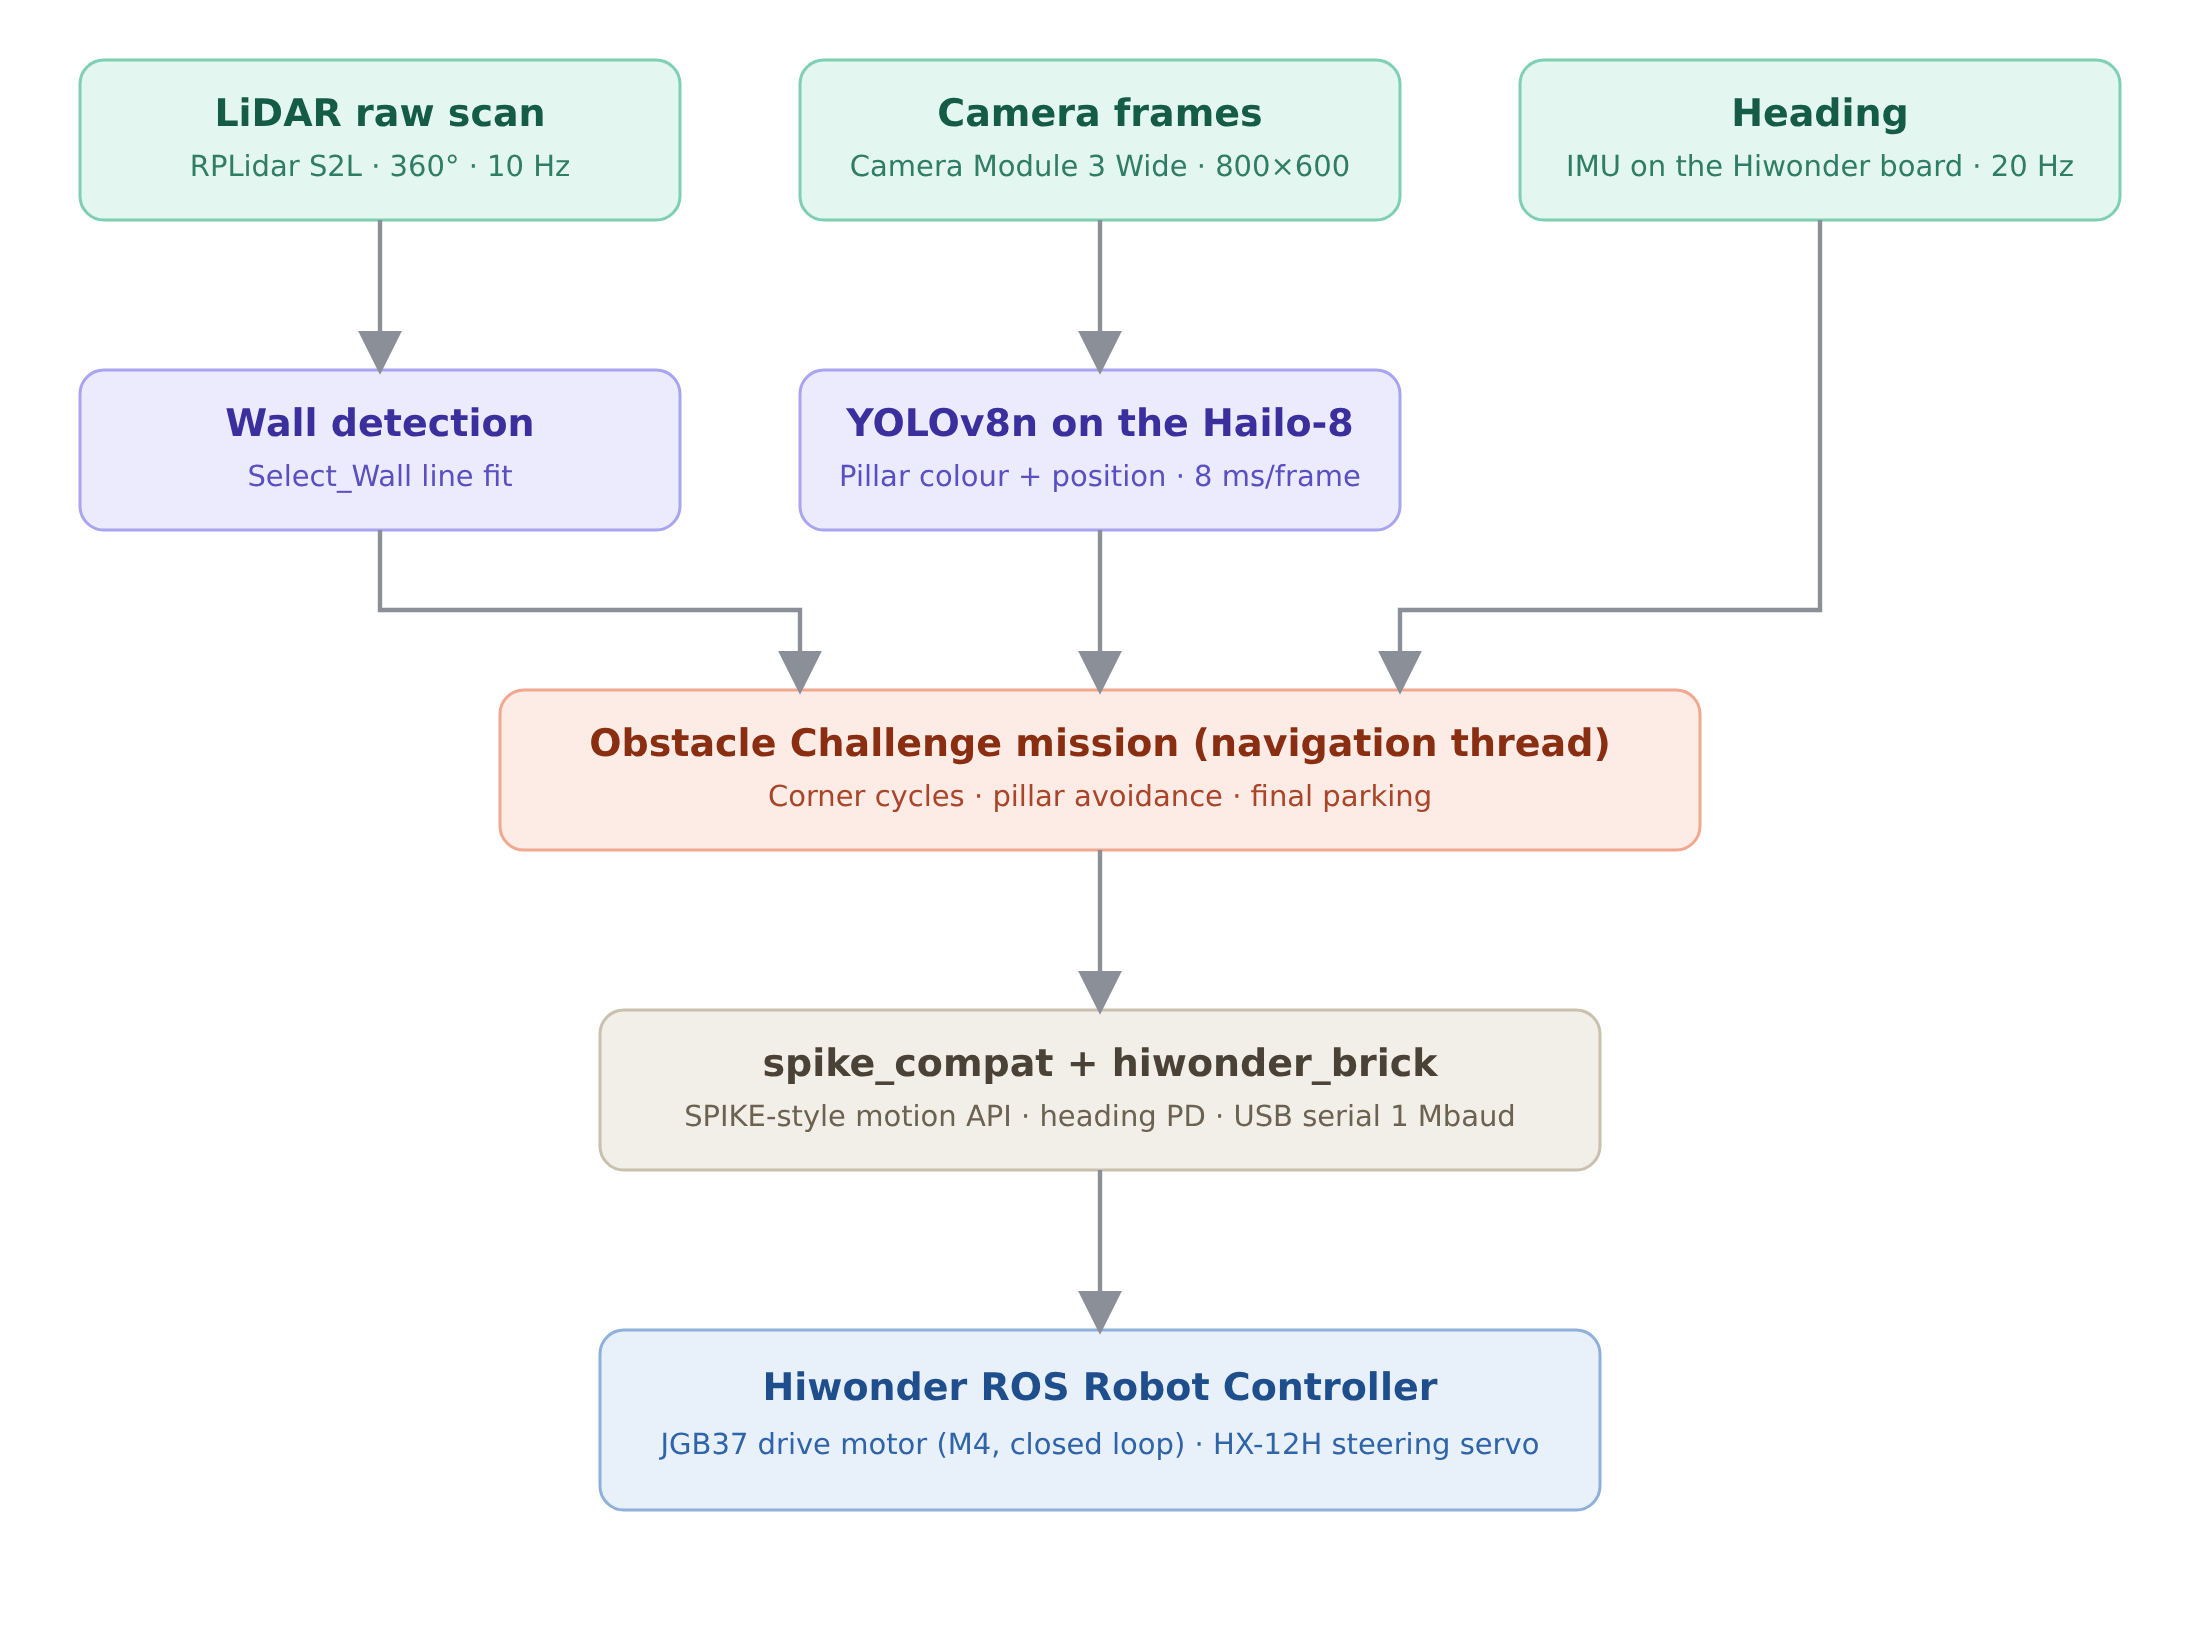 LiDAR raw scan
RPLidar S2L · 360° · 10 Hz
Camera frames
Camera Module 3 Wide · 800×600
Heading
IMU on the Hiwonder board · 20 Hz
Wall detection
Select_Wall line fit
YOLOv8n on the Hailo-8
Pillar colour + position · 8 ms/frame
Obstacle Challenge mission (navigation thread)
Corner cycles · pillar avoidance · final parking
spike_compat + hiwonder_brick
SPIKE-style motion API · heading PD · USB serial 1 Mbaud
Hiwonder ROS Robot Controller
JGB37 drive motor (M4, closed loop) · HX-12H steering servo